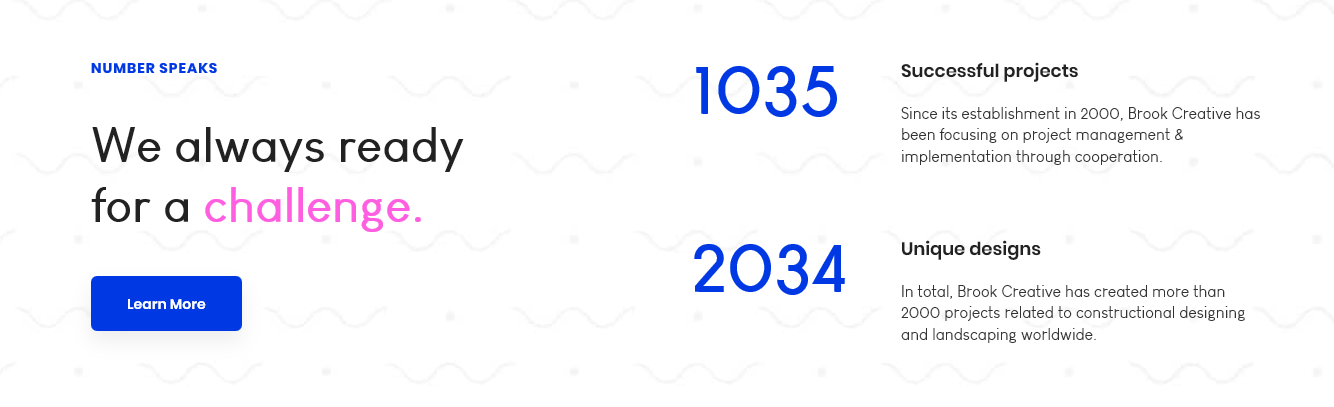 NUMBER SPEAKS
We always ready
for a challenge.
Learn More
1035
Successful projects
Since its establishment in 2000, Brook Creative has
been focusing on project management &
implementation through cooperation.
2034
Unique designs
In total, Brook Creative has created more than
2000 projects related to constructional designing
and landscaping worldwide.